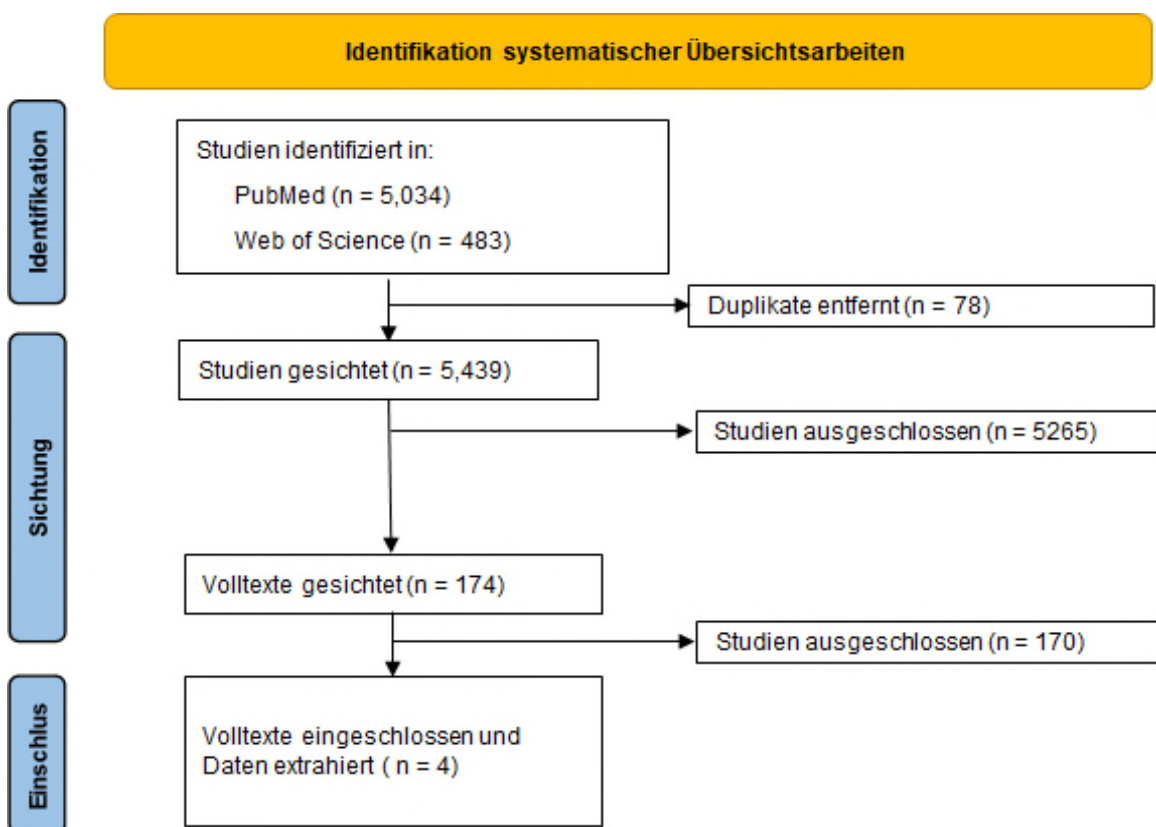 Identifikation systematischer Übersichtsarbeiten
Identifikation
Studien identifiziert in:
PubMed (n = 5,034)
Web of Science (n = 483)
Duplikate entfernt (n = 78)
Sichtung
Studien gesichtet (n = 5,439)
Studien ausgeschlossen (n = 5265)
Volltexte gesichtet (n = 174)
Studien ausgeschlossen (n = 170)
Einschlus
Volltexte eingeschlossen und
Daten extrahiert ( n = 4)